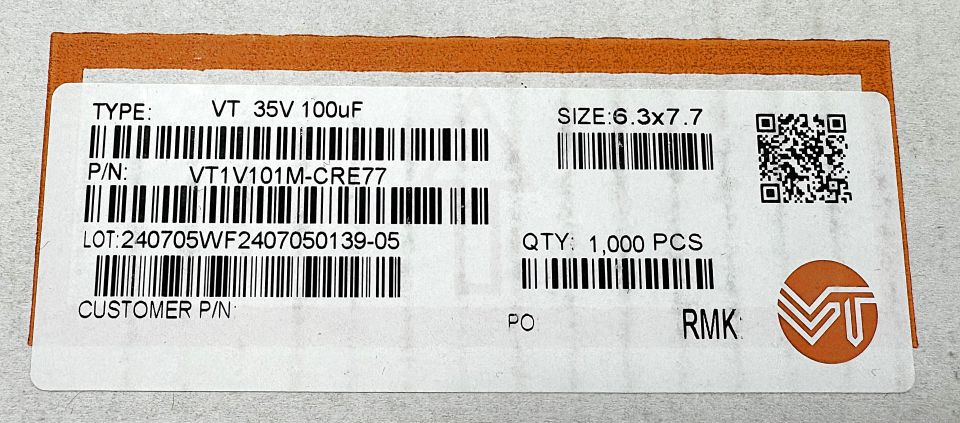 TYPE: VT 35V 100uF
SIZE:6.3x7.7
P/N: VT1V101M-CRE77
LOT:240705WF2407050139-05
QTY: 1,000 PCS
CUSTOMER P/N:
PO
RMK:
VT